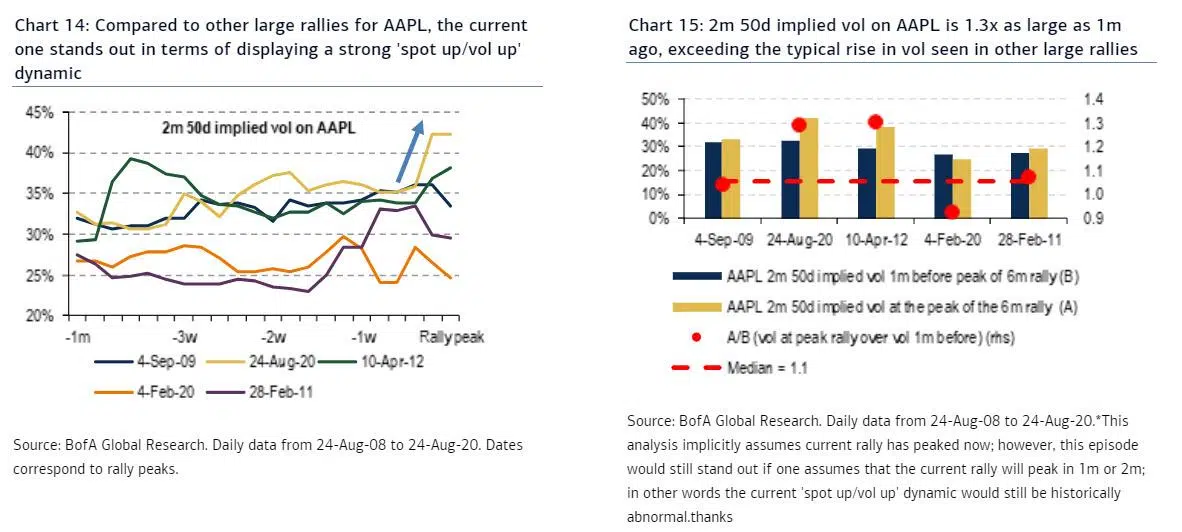 Chart 14: Compared to other large rallies for AAPL, the current
one stands out in terms of displaying a strong 'spot up/vol up'
dynamic
45%
2m 50d implied vol on AAPL
40%
35%
30%
25%
20%
-1m -3w -2w -1w Rally peak
4-Sep-09 24-Aug-20 10-Apr-12
4-Feb-20 28-Feb-11
Source: BofA Global Research. Daily data from 24-Aug-08 to 24-Aug-20. Dates
correspond to rally peaks.
Chart 15: 2m 50d implied vol on AAPL is 1.3x as large as 1m
ago, exceeding the typical rise in vol seen in other large rallies
50% 1.4
40% 1.3
30% 1.2
20% 1.1
10% 1.0
0% 0.9
4-Sep-09 24-Aug-20 10-Apr-12 4-Feb-20 28-Feb-11
AAPL 2m 50d implied vol 1m before peak of 6m rally (B)
AAPL 2m 50d implied vol at the peak of the 6m rally (A)
A/B (vol at peak rally over vol 1m before) (rhs)
Median = 1.1
Source: BofA Global Research. Daily data from 24-Aug-08 to 24-Aug-20.*This
analysis implicitly assumes current rally has peaked now; however, this episode
would still stand out if one assumes that the current rally will peak in 1m or 2m;
in other words the current 'spot up/vol up' dynamic would still be historically
abnormal.thanks